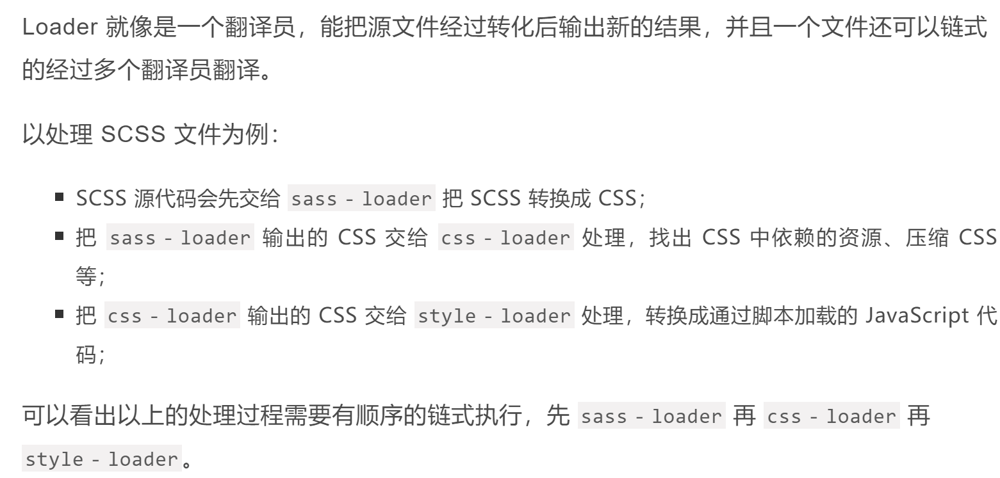 Loader 就像是一个翻译员，能把源文件经过转化后输出新的结果，并且一个文件还可以链式
的经过多个翻译员翻译。
以处理 SCSS 文件为例：
▪ SCSS 源代码会先交给 sass-loader 把 SCSS 转换成 CSS；
▪ 把 sass-loader 输出的 CSS 交给 css-loader 处理，找出 CSS 中依赖的资源、压缩 CSS
等；
▪ 把 css-loader 输出的 CSS 交给 style-loader 处理，转换成通过脚本加载的 JavaScript 代
码；
可以看出以上的处理过程需要有顺序的链式执行，先 sass-loader 再 css-loader 再
style-loader。